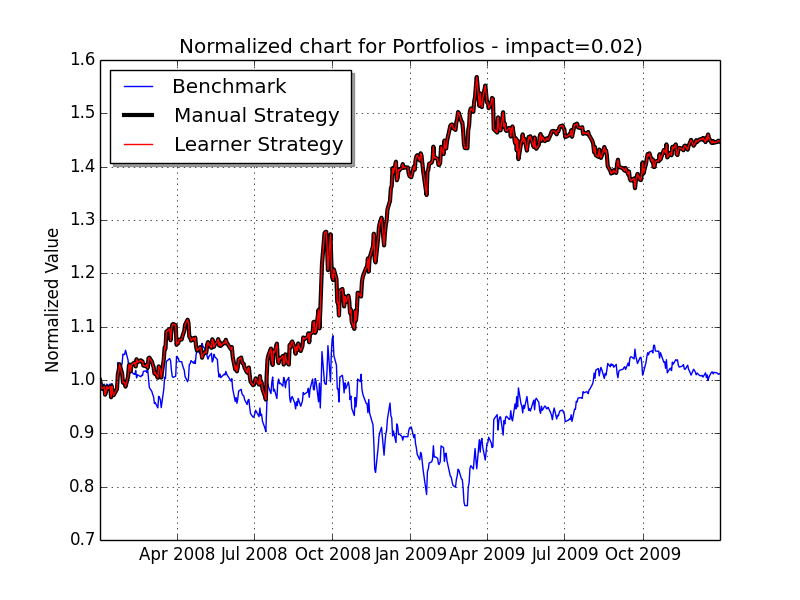 Normalized chart for Portfolios - impact=0.02)
Benchmark
Manual Strategy
Learner Strategy
Normalized Value
1.6
1.5
1.4
1.3
1.2
1.1
1.0
0.9
0.8
0.7
Apr 2008 Jul 2008 Oct 2008 Jan 2009 Apr 2009 Jul 2009 Oct 2009